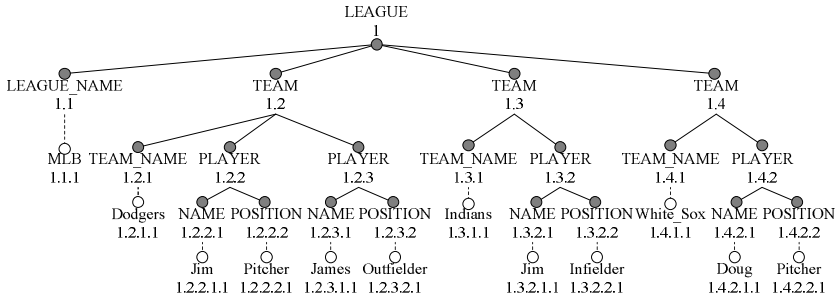 LEAGUE
1
LEAGUE_NAME TEAM TEAM TEAM
1.1 1.2 1.3 1.4
MLB TEAM_NAME PLAYER PLAYER TEAM_NAME PLAYER TEAM_NAME PLAYER
1.1.1 1.2.1 1.2.2 1.2.3 1.3.1 1.3.2 1.4.1 1.4.2
Dodgers NAME POSITION NAME POSITION Indians NAME POSITION White_Sox NAME POSITION
1.2.1.1 1.2.2.1 1.2.2.2 1.2.3.1 1.2.3.2 1.3.1.1 1.3.2.1 1.3.2.2 1.4.1.1 1.4.2.1 1.4.2.2
Jim Pitcher James Outfielder Jim Infielder Doug Pitcher
1.2.2.1.1 1.2.2.2.1 1.2.3.1.1 1.2.3.2.1 1.3.2.1.1 1.3.2.2.1 1.4.2.1.1 1.4.2.2.1